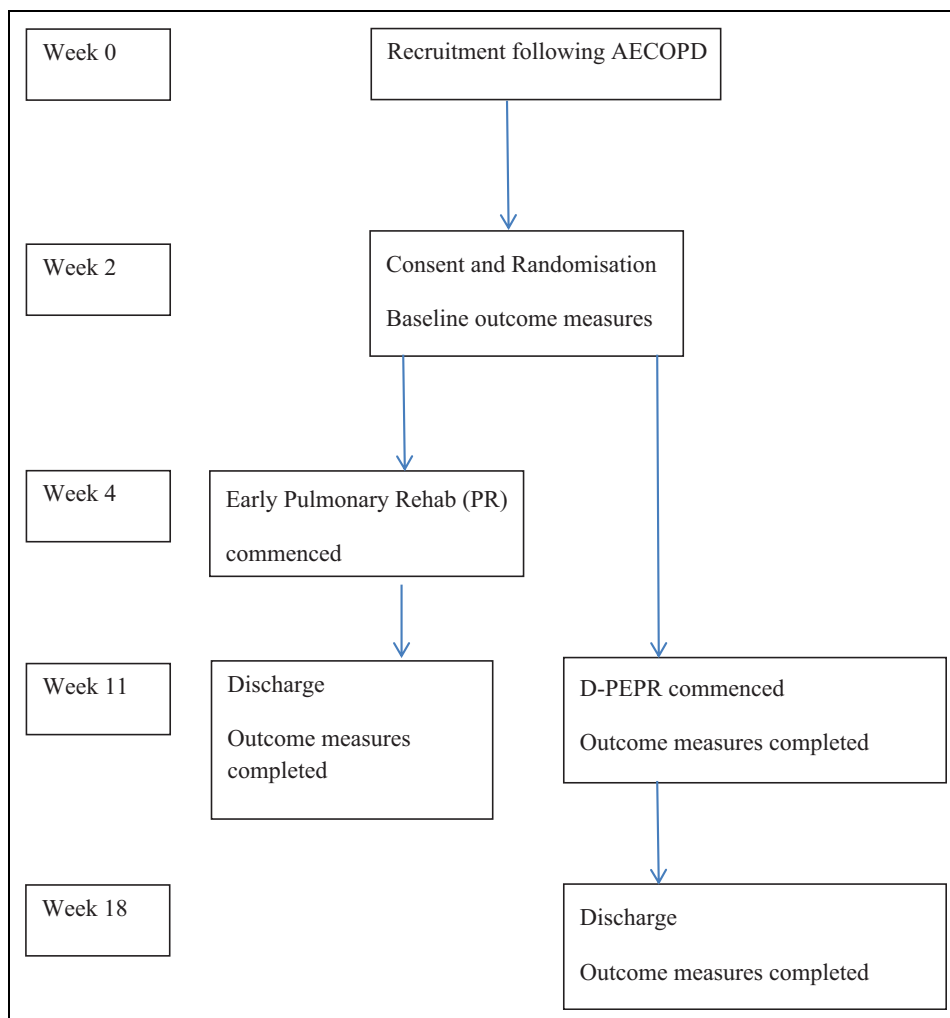 Week 0
Recruitment following AECOPD
Week 2
Consent and Randomisation
Baseline outcome measures
Week 4
Early Pulmonary Rehab (PR)
commenced
Week 11
Discharge
Outcome measures
completed
D-PEPR commenced
Outcome measures completed
Week 18
Discharge
Outcome measures completed